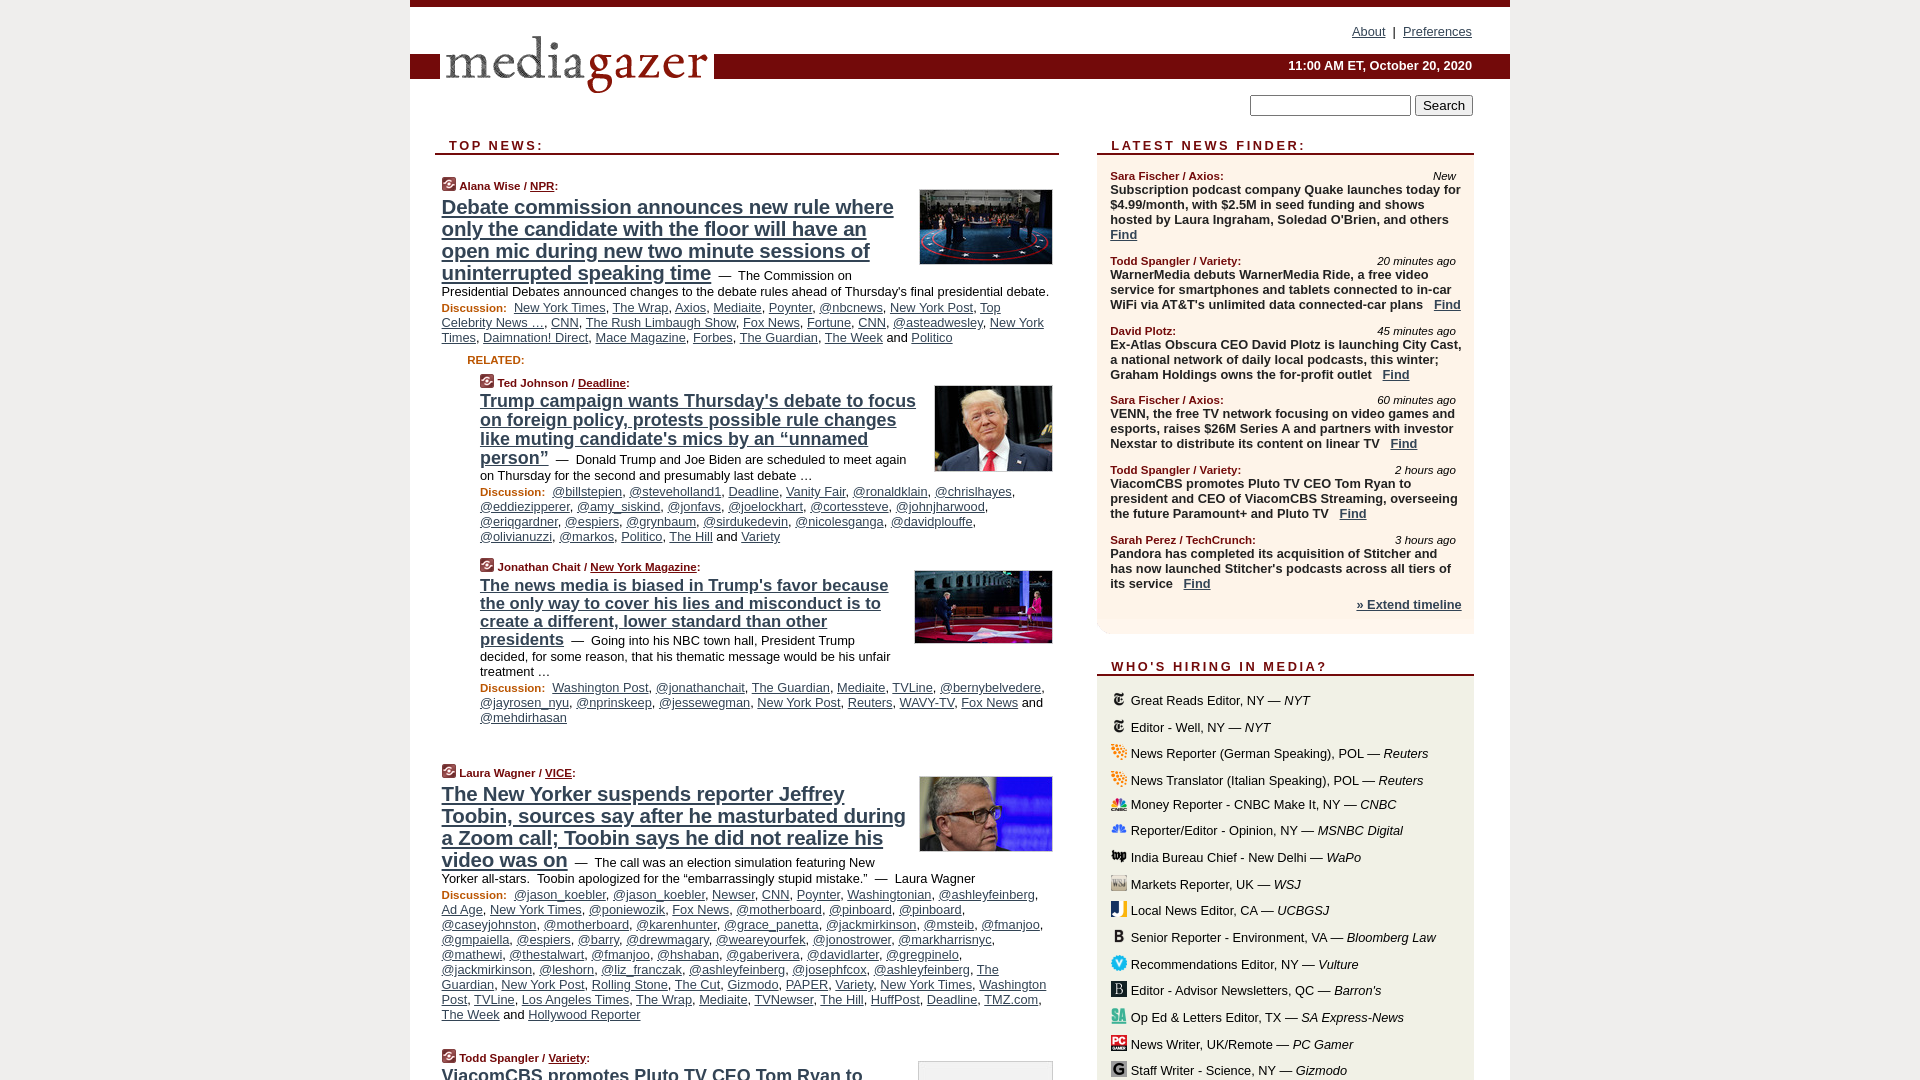 About | Preferences
mediagazer
11:00 AM ET, October 20, 2020
Search
TOP NEWS:
Alana Wise / NPR:
Debate commission announces new rule where
only the candidate with the floor will have an
open mic during new two minute sessions of
uninterrupted speaking time — The Commission on
Presidential Debates announced changes to the debate rules ahead of Thursday's final presidential debate.
Discussion: New York Times, The Wrap, Axios, Mediaite, Poynter, @nbcnews, New York Post, Top
Celebrity News …, CNN, The Rush Limbaugh Show, Fox News, Fortune, CNN, @asteadwesley, New York
Times, Daimnation! Direct, Mace Magazine, Forbes, The Guardian, The Week and Politico
RELATED:
Ted Johnson / Deadline:
Trump campaign wants Thursday's debate to focus
on foreign policy, protests possible rule changes
like muting candidate's mics by an “unnamed
person” — Donald Trump and Joe Biden are scheduled to meet again
on Thursday for the second and presumably last debate …
Discussion: @billstepien, @steveholland1, Deadline, Vanity Fair, @ronaldklain, @chrislhayes,
@eddiezipperer, @amy_siskind, @jonfavs, @joelockhart, @cortessteve, @johnjharwood,
@eriqgardner, @espiers, @grynbaum, @sirdukedevin, @nicolesganga, @davidplouffe,
@olivianuzzi, @markos, Politico, The Hill and Variety
Jonathan Chait / New York Magazine:
The news media is biased in Trump's favor because
the only way to cover his lies and misconduct is to
create a different, lower standard than other
presidents — Going into his NBC town hall, President Trump
decided, for some reason, that his thematic message would be his unfair
treatment …
Discussion: Washington Post, @jonathanchait, The Guardian, Mediaite, TVLine, @bernybelvedere,
@jayrosen_nyu, @nprinskeep, @jessewegman, New York Post, Reuters, WAVY-TV, Fox News and
@mehdirhasan
Laura Wagner / VICE:
The New Yorker suspends reporter Jeffrey
Toobin, sources say after he masturbated during
a Zoom call; Toobin says he did not realize his
video was on — The call was an election simulation featuring New
Yorker all-stars. Toobin apologized for the “embarrassingly stupid mistake.” — Laura Wagner
Discussion: @jason_koebler, @jason_koebler, Newser, CNN, Poynter, Washingtonian, @ashleyfeinberg,
Ad Age, New York Times, @poniewozik, Fox News, @motherboard, @pinboard, @pinboard,
@caseyjohnston, @motherboard, @karenhunter, @grace_panetta, @jackmirkinson, @msteib, @fmanjoo,
@gmpaiella, @espiers, @barry, @drewmagary, @weareyourfek, @jonostrower, @markharrisnyc,
@mathewi, @thestalwart, @fmanjoo, @hshaban, @gaberivera, @davidlarter, @gregpinelo,
@jackmirkinson, @leshorn, @liz_franczak, @ashleyfeinberg, @josephfcox, @ashleyfeinberg, The
Guardian, New York Post, Rolling Stone, The Cut, Gizmodo, PAPER, Variety, New York Times, Washington
Post, TVLine, Los Angeles Times, The Wrap, Mediaite, TVNewser, The Hill, HuffPost, Deadline, TMZ.com,
The Week and Hollywood Reporter
Todd Spangler / Variety:
ViacomCBS promotes Pluto TV CEO Tom Ryan to
LATEST NEWS FINDER:
Sara Fischer / Axios: New
Subscription podcast company Quake launches today for
$4.99/month, with $2.5M in seed funding and shows
hosted by Laura Ingraham, Soledad O'Brien, and others
Find
Todd Spangler / Variety: 20 minutes ago
WarnerMedia debuts WarnerMedia Ride, a free video
service for smartphones and tablets connected to in-car
WiFi via AT&T's unlimited data connected-car plans Find
David Plotz: 45 minutes ago
Ex-Atlas Obscura CEO David Plotz is launching City Cast,
a national network of daily local podcasts, this winter;
Graham Holdings owns the for-profit outlet Find
Sara Fischer / Axios: 60 minutes ago
VENN, the free TV network focusing on video games and
esports, raises $26M Series A and partners with investor
Nexstar to distribute its content on linear TV Find
Todd Spangler / Variety: 2 hours ago
ViacomCBS promotes Pluto TV CEO Tom Ryan to
president and CEO of ViacomCBS Streaming, overseeing
the future Paramount+ and Pluto TV Find
Sarah Perez / TechCrunch: 3 hours ago
Pandora has completed its acquisition of Stitcher and
has now launched Stitcher's podcasts across all tiers of
its service Find
» Extend timeline
WHO'S HIRING IN MEDIA?
Great Reads Editor, NY — NYT
Editor - Well, NY — NYT
News Reporter (German Speaking), POL — Reuters
News Translator (Italian Speaking), POL — Reuters
Money Reporter - CNBC Make It, NY — CNBC
Reporter/Editor - Opinion, NY — MSNBC Digital
India Bureau Chief - New Delhi — WaPo
Markets Reporter, UK — WSJ
Local News Editor, CA — UCBGSJ
Senior Reporter - Environment, VA — Bloomberg Law
Recommendations Editor, NY — Vulture
Editor - Advisor Newsletters, QC — Barron's
Op Ed & Letters Editor, TX — SA Express-News
News Writer, UK/Remote — PC Gamer
Staff Writer - Science, NY — Gizmodo